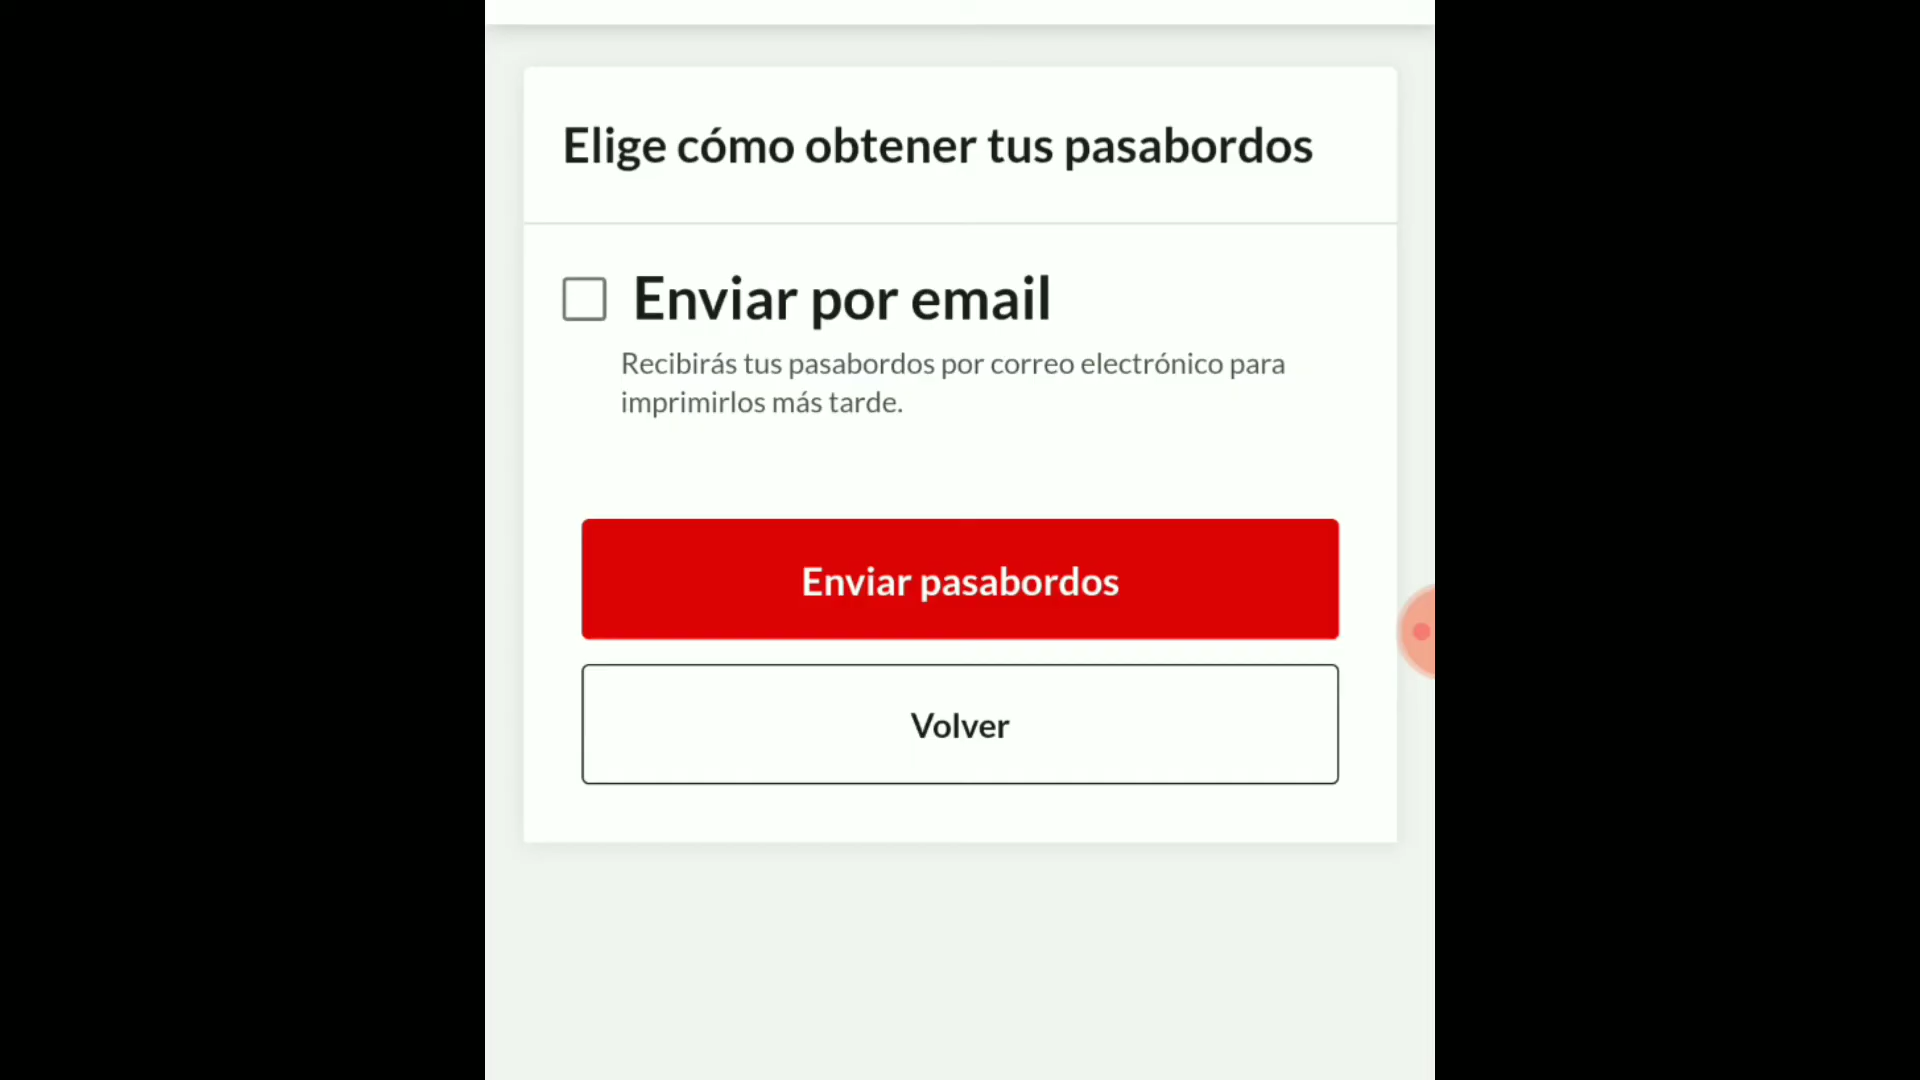 Elige cómo obtener tus pasabordos
Enviar por email
Recibirás tus pasabordos por correo electrónico para
imprimirlos más tarde.
Enviar pasabordos
Volver